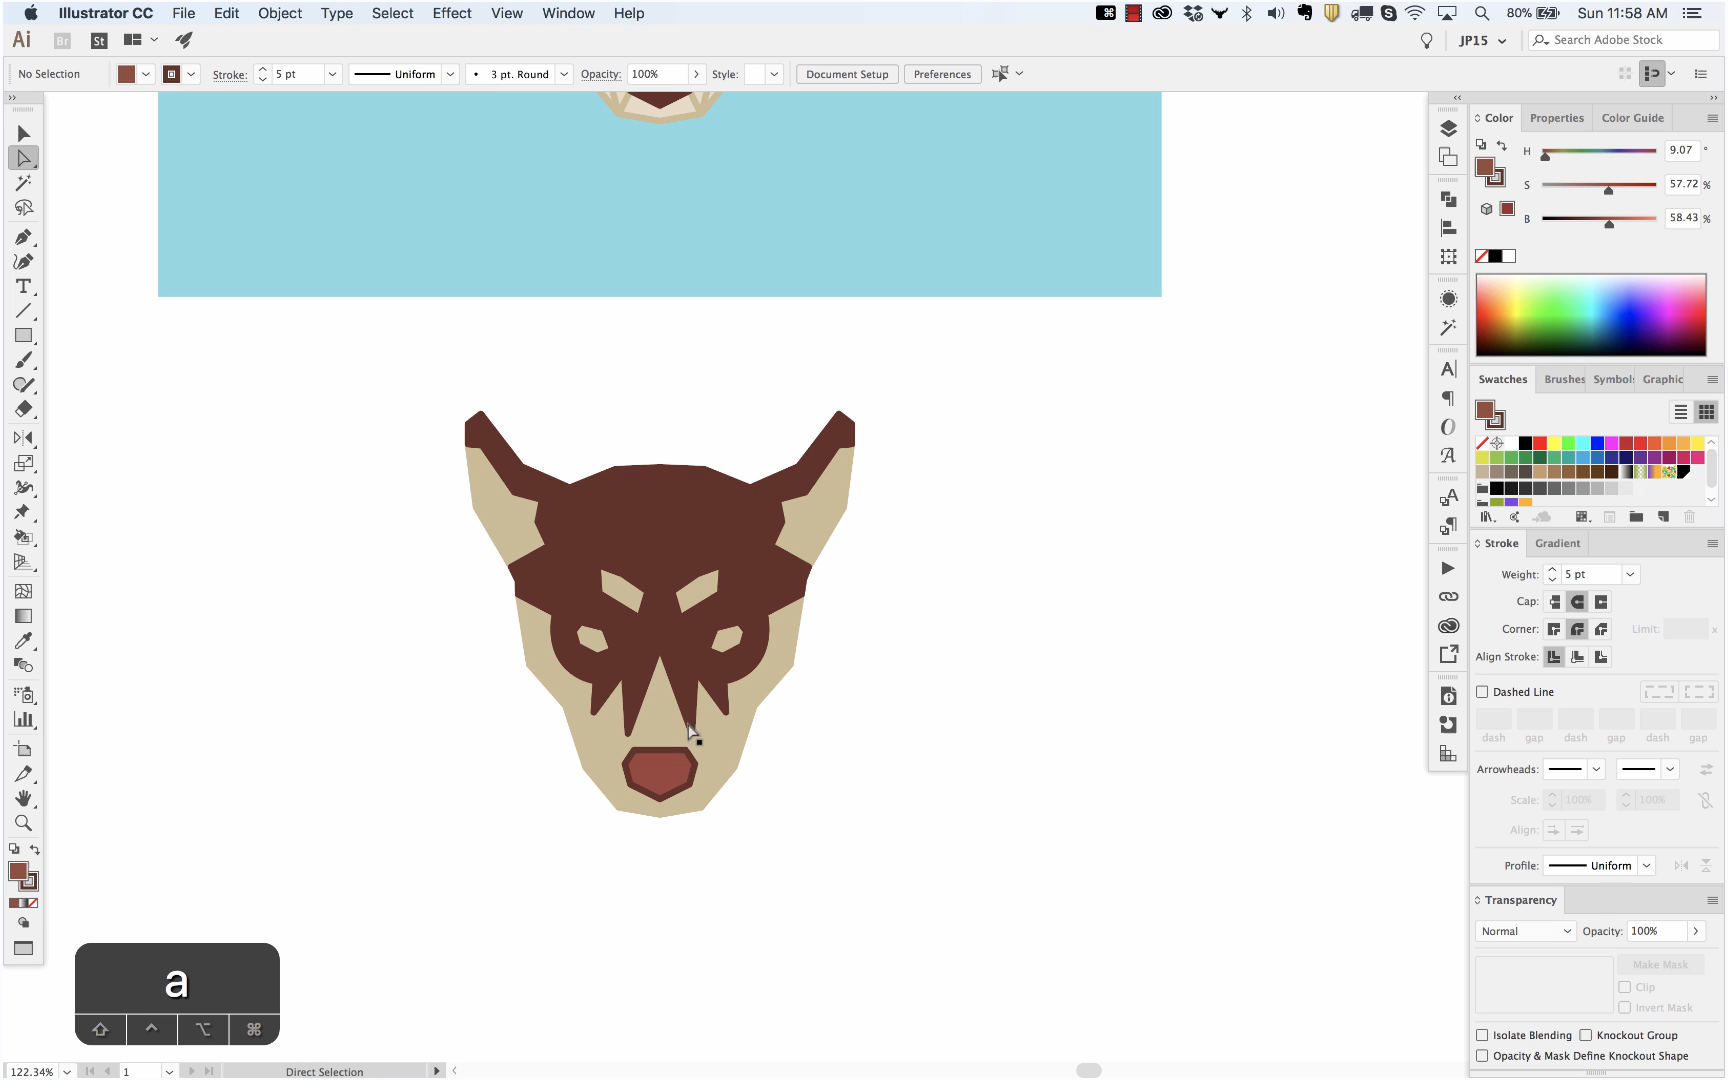 Illustrator CC File Edit Object Type Select Effect View Window Help 80% Sun 11:58 AM
Ai Br St JP15 Search Adobe Stock
No Selection Stroke: 5 pt Uniform 3 pt. Round Opacity: 100% Style: Document Setup Preferences
Color Properties Color Guide
H 9.07 °
S 57.72 %
B 58.43 %
Swatches Brushes Symbol Graphic
Stroke Gradient
Weight: 5 pt
Cap:
Corner: Limit: x
Align Stroke:
Dashed Line
dash gap dash gap dash gap
Arrowheads:
Scale: 100% 100%
Align:
Profile: Uniform
Transparency
Normal Opacity: 100%
Make Mask
Clip
Invert Mask
Isolate Blending Knockout Group
Opacity & Mask Define Knockout Shape
a
122.34% 1 Direct Selection